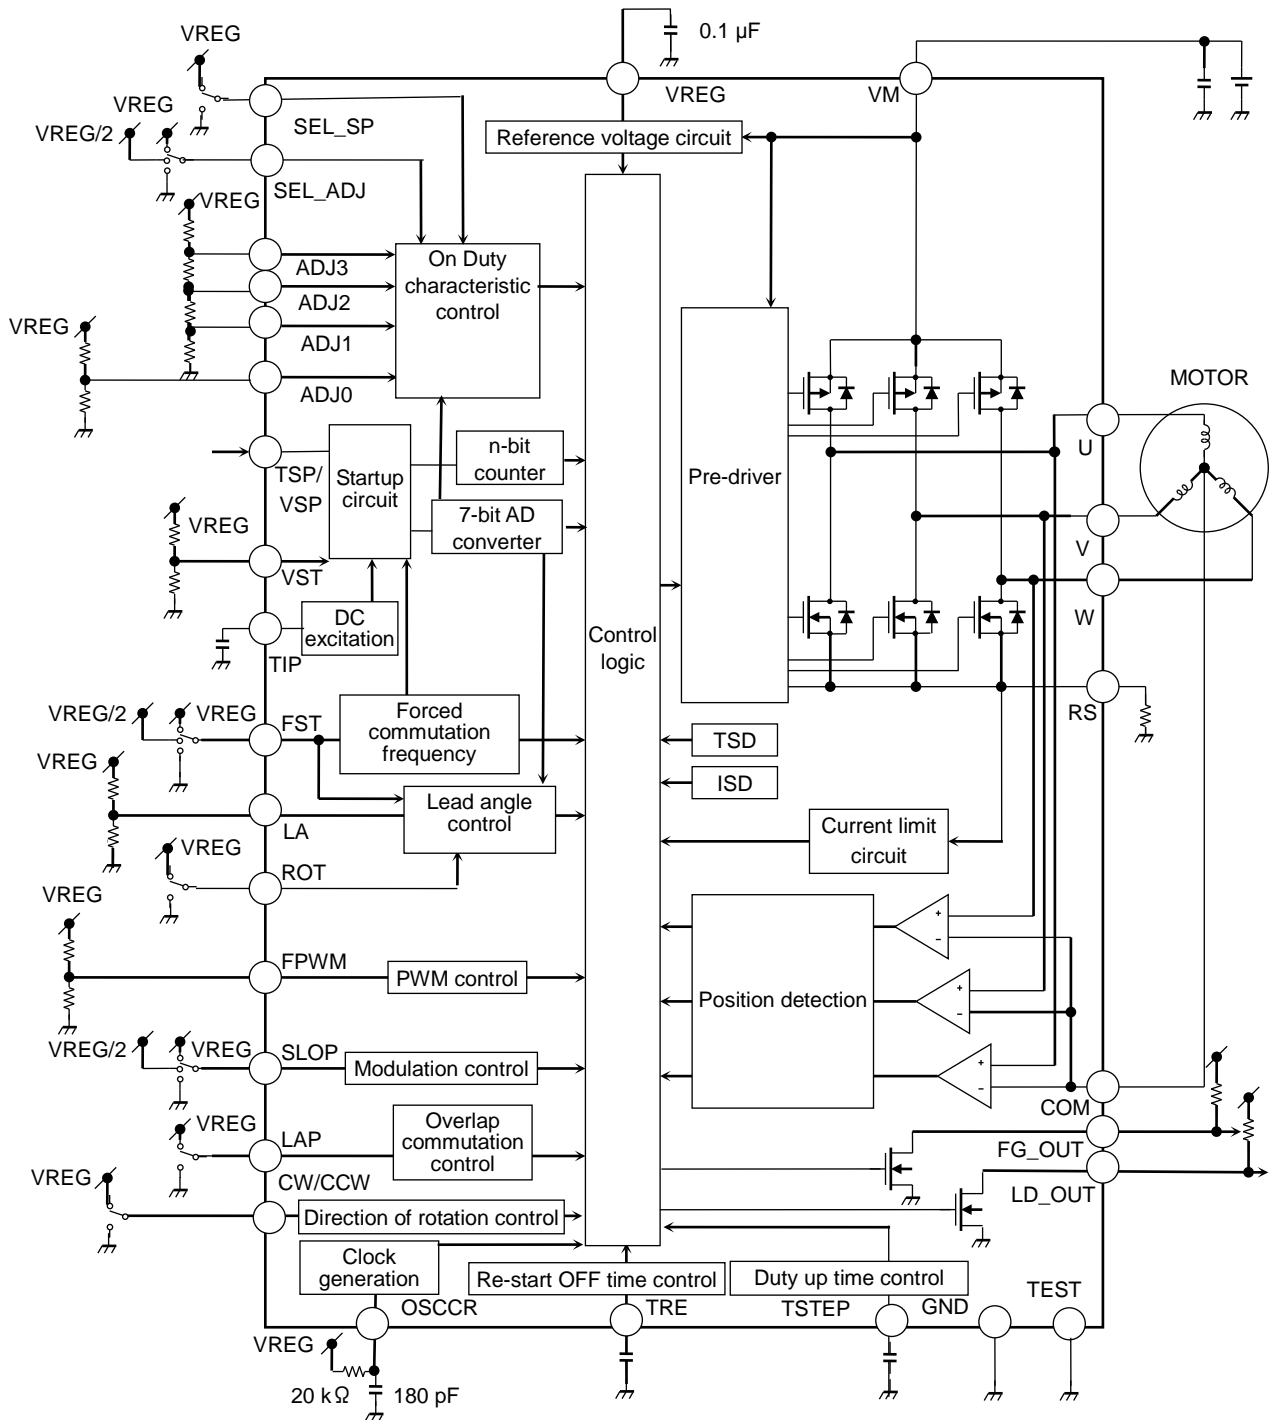 0.1 µF
VREG
VREG
VM
VREG
VREG/2
SEL_SP
Reference voltage circuit
SEL_ADJ
VREG
ADJ3
ADJ2
ADJ1
ADJ0
On Duty
characteristic
control
VREG
MOTOR
U
V
W
RS
TSP/
VSP
Startup
circuit
n-bit
counter
7-bit AD
converter
Pre-driver
VREG
VST
DC
excitation
TIP
Control
logic
VREG/2
VREG
FST
Forced
commutation
frequency
TSD
ISD
VREG
LA
Lead angle
control
Current limit
circuit
VREG
ROT
VREG
FPWM
PWM control
+
−
+
−
+
−
Position detection
VREG/2
VREG
SLOP
Modulation control
COM
VREG
LAP
Overlap
commutation
control
FG_OUT
LD_OUT
VREG
CW/CCW
Direction of rotation control
Clock
generation
Re-start OFF time control
Duty up time control
OSCCR
TRE
TSTEP
GND
TEST
VREG
20 kΩ
180 pF